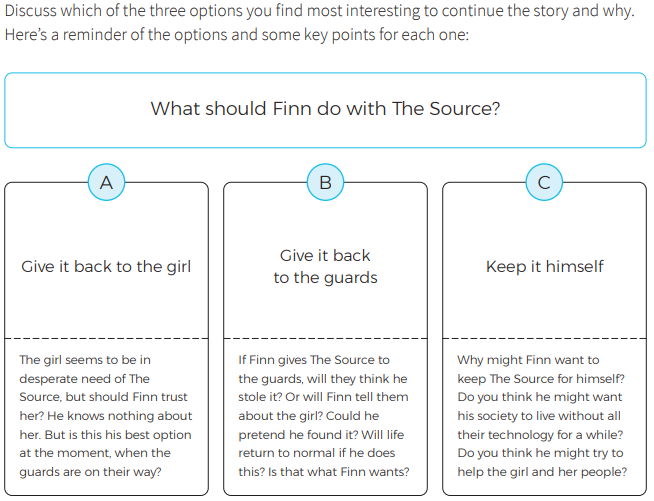 Discuss which of the three options you find most interesting to continue the story and why.
Here’s a reminder of the options and some key points for each one:
What should Finn do with The Source?
A
Give it back to the girl
The girl seems to be in
desperate need of The
Source, but should Finn trust
her? He knows nothing about
her. But is this his best option
at the moment, when the
guards are on their way?
B
Give it back
to the guards
If Finn gives The Source to
the guards, will they think he
stole it? Or will Finn tell them
about the girl? Could he
pretend he found it? Will life
return to normal if he does
this? Is that what Finn wants?
C
Keep it himself
Why might Finn want to
keep The Source for himself?
Do you think he might want
his society to live without all
their technology for a while?
Do you think he might try to
help the girl and her people?